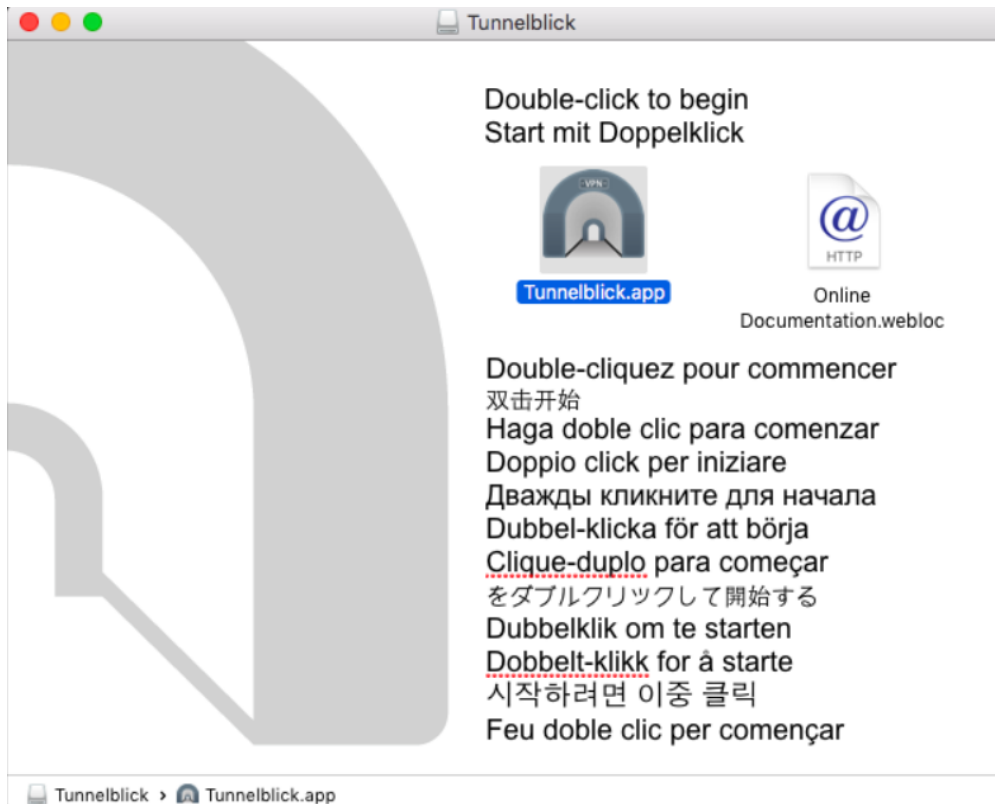 Tunnelblick
Double-click to begin
Start mit Doppelklick
VPN
Tunnelblick.app
@
HTTP
Online
Documentation.webloc
Double-cliquez pour commencer
双击开始
Haga doble clic para comenzar
Doppio click per iniziare
Дважды кликните для начала
Dubbel-klicka för att börja
Clique-duplo para começar
をダブルクリックして開始する
Dubbelklik om te starten
Dobbelt-klikk for å starte
시작하려면 이중 클릭
Feu doble clic per començar
Tunnelblick › Tunnelblick.app